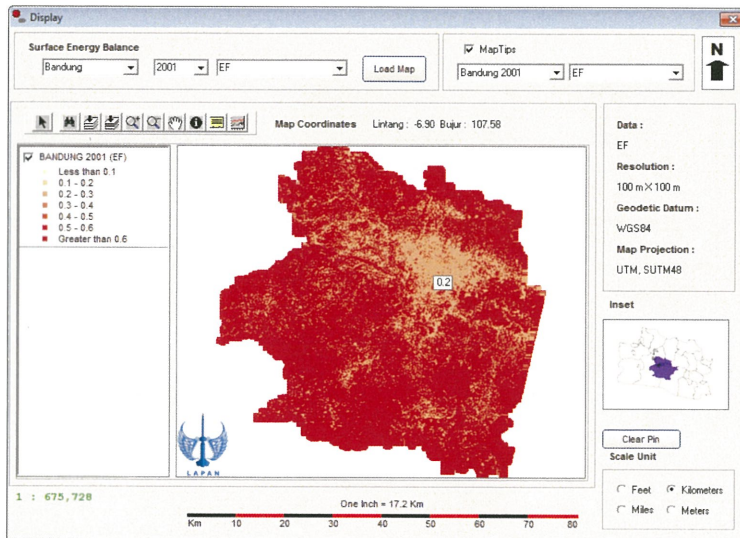 Display
Surface Energy Balance
Bandung 2001 EF Load Map
MapTips
Bandung 2001 EF
N
Map Coordinates Lintang : -6.90 Bujur : 107.58
BANDUNG 2001 (EF)
Less than 0.1
0.1 - 0.2
0.2 - 0.3
0.3 - 0.4
0.4 - 0.5
0.5 - 0.6
Greater than 0.6
0.2
LAPAN
Data :
EF
Resolution :
100 m X 100 m
Geodetic Datum :
WGS84
Map Projection :
UTM, SUTM48
Inset
Clear Pin
Scale Unit
Feet Kilometers
Miles Meters
1 : 675,728
One Inch = 17.2 Km
Km 10 20 30 40 50 60 70 80